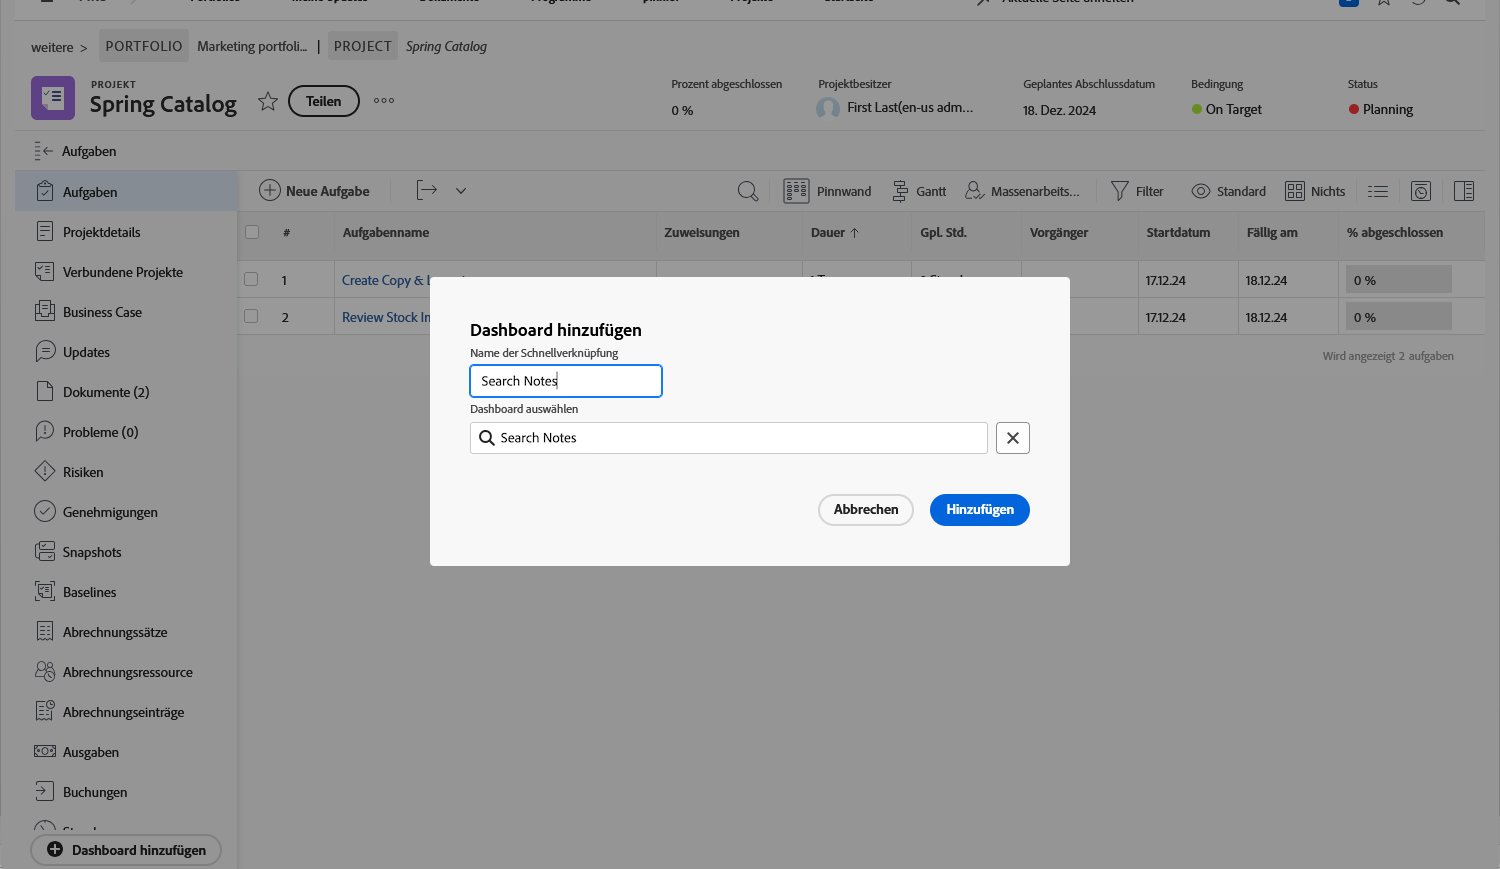 weitere > PORTFOLIO Marketing portfoli... | PROJECT Spring Catalog
PROJEKT
Spring Catalog
Teilen
Prozent abgeschlossen
0 %
Projektbesitzer
First Last(en-us adm...
Geplantes Abschlussdatum
18. Dez. 2024
Bedingung
On Target
Status
Planning
Aufgaben
Aufgaben
Projektdetails
Verbundene Projekte
Business Case
Updates
Dokumente (2)
Probleme (0)
Risiken
Genehmigungen
Snapshots
Baselines
Abrechnungssätze
Abrechnungsressource
Abrechnungseinträge
Ausgaben
Buchungen
Dashboard hinzufügen
Neue Aufgabe
Pinnwand
Gantt
Massenarbeits...
Filter
Standard
Nichts
# Aufgabenname Zuweisungen Dauer Gpl. Std. Vorgänger Startdatum Fällig am % abgeschlossen
1 Create Copy & 17.12.24 18.12.24 0 %
2 Review Stock 17.12.24 18.12.24 0 %
Wird angezeigt 2 aufgaben
Dashboard hinzufügen
Name der Schnellverknüpfung
Search Notes
Dashboard auswählen
Search Notes
Abbrechen
Hinzufügen